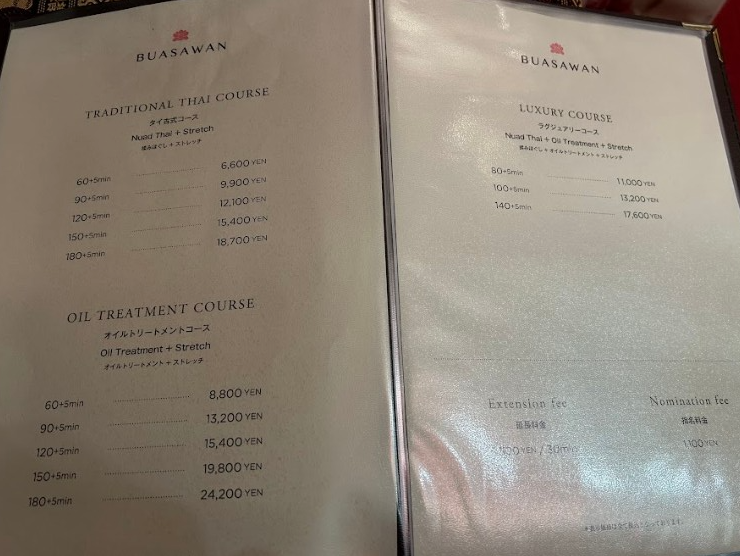 BUASAWAN
TRADITIONAL THAI COURSE
タイ古式コース
Nuad Thai + Stretch
揉みほぐし + ストレッチ
60+5min 6,600 YEN
90+5min 9,900 YEN
120+5min 12,100 YEN
150+5min 15,400 YEN
180+5min 18,700 YEN
OIL TREATMENT COURSE
オイルトリートメントコース
Oil Treatment + Stretch
オイルトリートメント + ストレッチ
60+5min 8,800 YEN
90+5min 13,200 YEN
120+5min 15,400 YEN
150+5min 19,800 YEN
180+5min 24,200 YEN
BUASAWAN
LUXURY COURSE
ラグジュアリーコース
Nuad Thai + Oil Treatment + Stretch
揉みほぐし + オイルトリートメント + ストレッチ
80+5min 11,000 YEN
100+5min 13,200 YEN
140+5min 17,600 YEN
Extension fee
延長料金
YEN / 30min
Nomination fee
指名料金
1,100 YEN